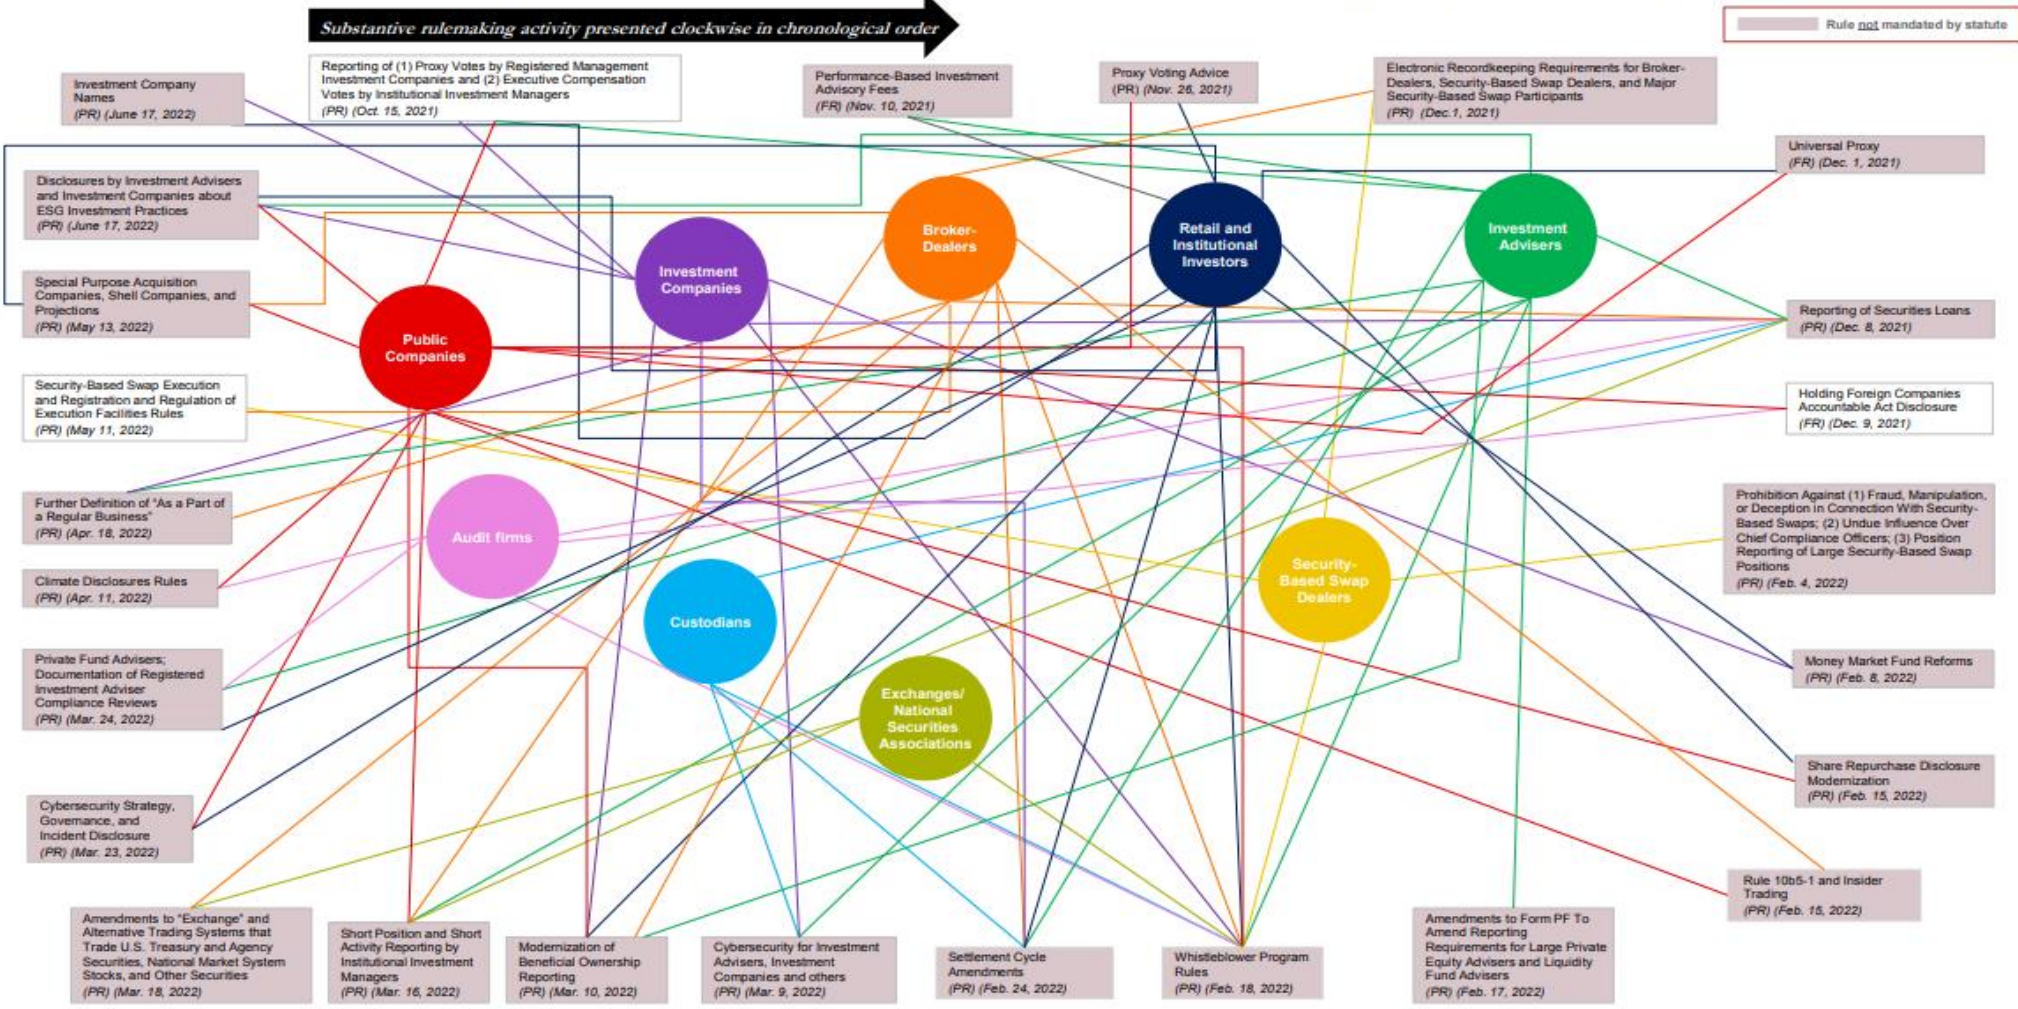 Substantive rulemaking activity presented clockwise in chronological order
Rule not mandated by statute
Investment Company
Names
(PR) (June 17, 2022)
Reporting of (1) Proxy Votes by Registered Management
Investment Companies and (2) Executive Compensation
Votes by Institutional Investment Managers
(PR) (Oct. 15, 2021)
Performance-Based Investment
Advisory Fees
(FR) (Nov. 10, 2021)
Proxy Voting Advice
(PR) (Nov. 26, 2021)
Electronic Recordkeeping Requirements for Broker-
Dealers, Security-Based Swap Dealers, and Major
Security-Based Swap Participants
(PR) (Dec.1, 2021)
Universal Proxy
(FR) (Dec. 1, 2021)
Disclosures by Investment Advisers
and Investment Companies about
ESG Investment Practices
(PR) (June 17, 2022)
Broker-
Dealers
Retail and
Institutional
Investors
Investment
Advisers
Investment
Companies
Special Purpose Acquisition
Companies, Shell Companies, and
Projections
(PR) (May 13, 2022)
Public
Companies
Reporting of Securities Loans
(PR) (Dec. 8, 2021)
Security-Based Swap Execution
and Registration and Regulation of
Execution Facilities Rules
(PR) (May 11, 2022)
Holding Foreign Companies
Accountable Act Disclosure
(FR) (Dec. 9, 2021)
Further Definition of "As a Part of
a Regular Business"
(PR) (Apr. 18, 2022)
Audit firms
Prohibition Against (1) Fraud, Manipulation,
or Deception in Connection With Security-
Based Swaps; (2) Undue Influence Over
Chief Compliance Officers; (3) Position
Reporting of Large Security-Based Swap
Positions
(PR) (Feb. 4, 2022)
Climate Disclosures Rules
(PR) (Apr. 11, 2022)
Security-
Based Swap
Dealers
Custodians
Private Fund Advisers;
Documentation of Registered
Investment Adviser
Compliance Reviews
(PR) (Mar. 24, 2022)
Money Market Fund Reforms
(PR) (Feb. 8, 2022)
Exchanges/
National
Securities
Associations
Share Repurchase Disclosure
Modernization
(PR) (Feb. 15, 2022)
Cybersecurity Strategy,
Governance, and
Incident Disclosure
(PR) (Mar. 23, 2022)
Rule 10b5-1 and Insider
Trading
(PR) (Feb. 15, 2022)
Amendments to "Exchange" and
Alternative Trading Systems that
Trade U.S. Treasury and Agency
Securities, National Market System
Stocks, and Other Securities
(PR) (Mar. 18, 2022)
Short Position and Short
Activity Reporting by
Institutional Investment
Managers
(PR) (Mar. 16, 2022)
Modernization of
Beneficial Ownership
Reporting
(PR) (Mar. 10, 2022)
Cybersecurity for Investment
Advisers, Investment
Companies and others
(PR) (Mar. 9, 2022)
Settlement Cycle
Amendments
(PR) (Feb. 24, 2022)
Whistleblower Program
Rules
(PR) (Feb. 18, 2022)
Amendments to Form PF To
Amend Reporting
Requirements for Large Private
Equity Advisers and Liquidity
Fund Advisers
(PR) (Feb. 17, 2022)